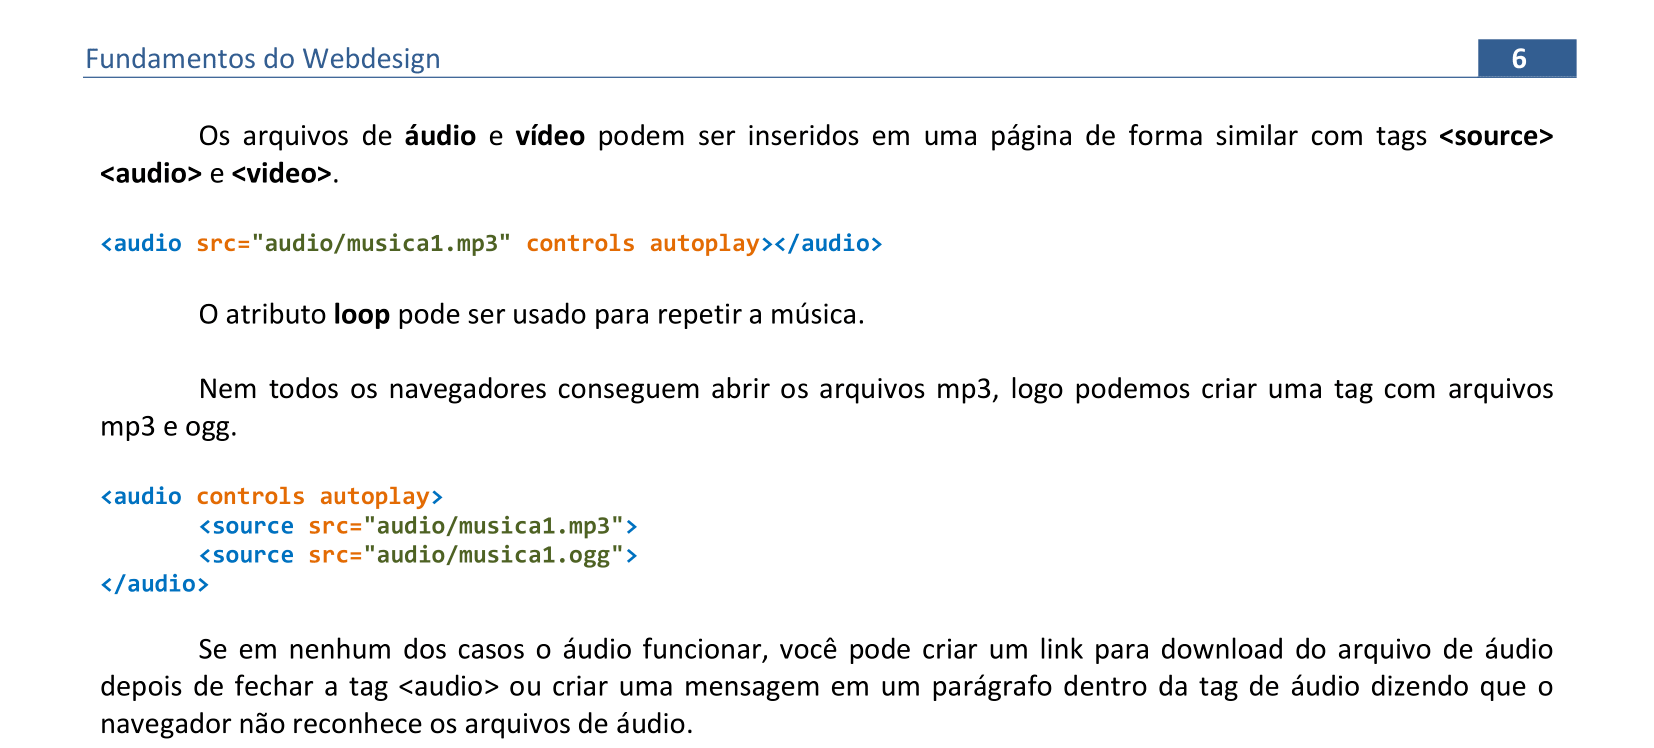 Fundamentos do Webdesign 6
Os arquivos de áudio e vídeo podem ser inseridos em uma página de forma similar com tags <source>
<audio> e <video>.
<audio src="audio/musica1.mp3" controls autoplay></audio>
O atributo loop pode ser usado para repetir a música.
Nem todos os navegadores conseguem abrir os arquivos mp3, logo podemos criar uma tag com arquivos
mp3 e ogg.
<audio controls autoplay>
<source src="audio/musica1.mp3">
<source src="audio/musica1.ogg">
</audio>
Se em nenhum dos casos o áudio funcionar, você pode criar um link para download do arquivo de áudio
depois de fechar a tag <audio> ou criar uma mensagem em um parágrafo dentro da tag de áudio dizendo que o
navegador não reconhece os arquivos de áudio.